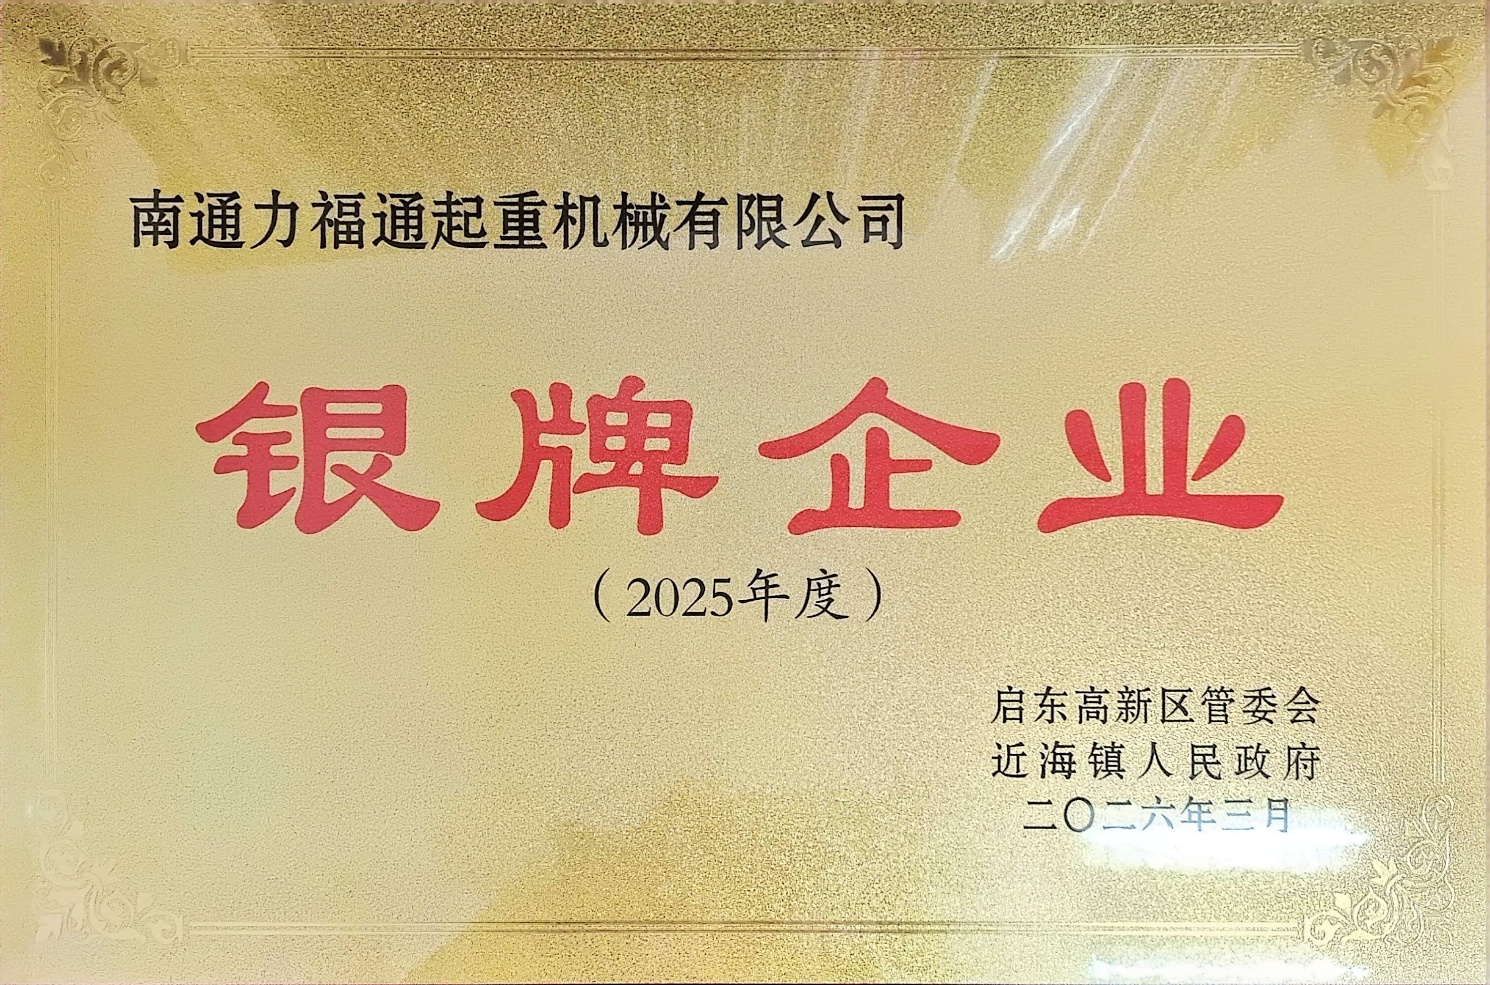 南通力福通起重机械有限公司
银牌企业
（2025年度）
启东高新区管委会
近海镇人民政府
二〇二六年三月